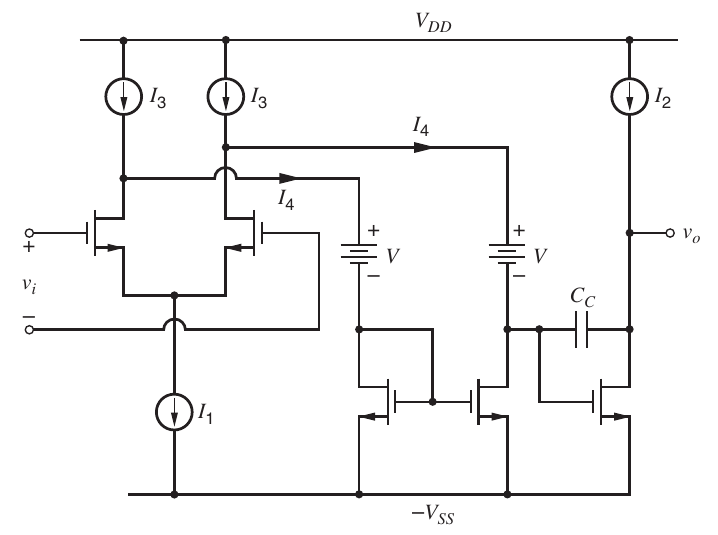 V_DD
I_3
I_3
I_2
I_4
I_4
+
v_i
−
+
V
−
+
V
−
C_C
v_o
I_1
−V_SS